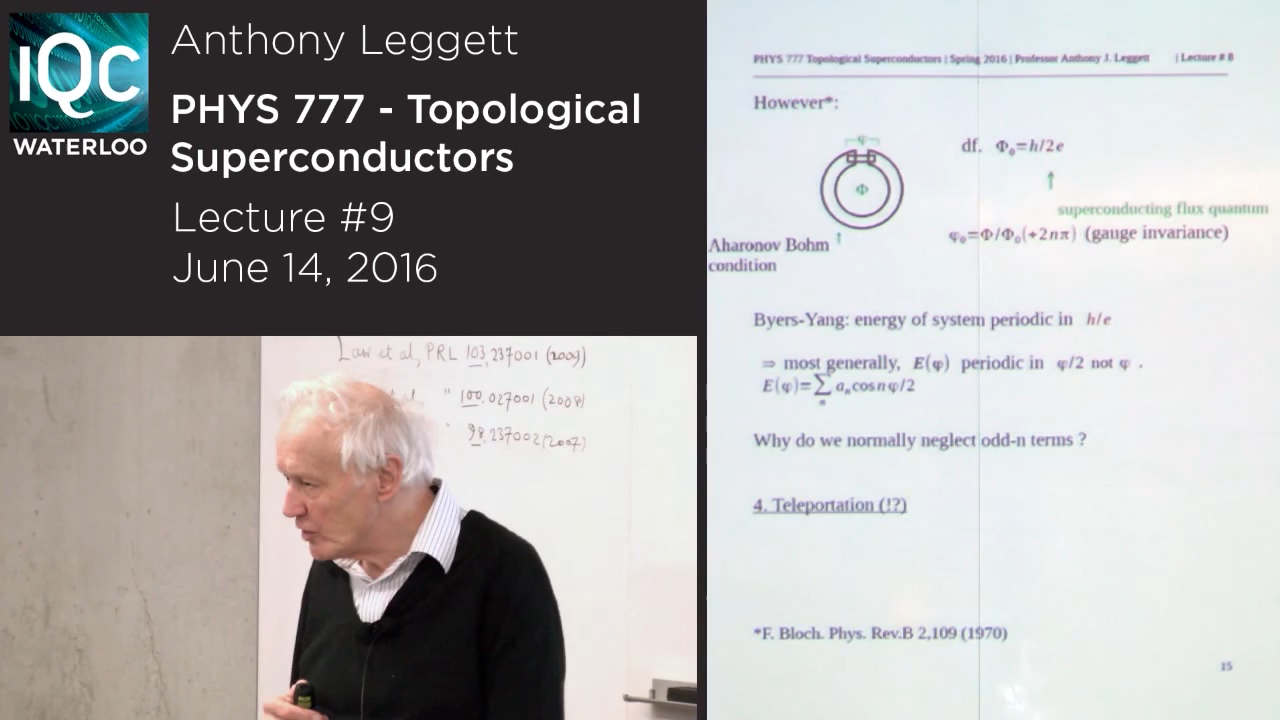 IQC
WATERLOO
Anthony Leggett
PHYS 777 - Topological
Superconductors
Lecture #9
June 14, 2016
Law et al, PRL 103, 237001 (2009)
" 100, 027001 (2008)
" 98, 237002 (2007)
PHYS 777 Topological Superconductors | Spring 2016 | Professor Anthony J. Leggett | Lecture # 8
However*:
φ
Φ
df. Φ₀=h/2e
↑
superconducting flux quantum
φ₀=Φ/Φ₀(+2nπ) (gauge invariance)
Aharonov Bohm ↑
condition
Byers-Yang: energy of system periodic in h/e
⇒ most generally, E(φ) periodic in φ/2 not φ .
E(φ)=∑ aₙcosnφ/2
n
Why do we normally neglect odd-n terms ?
4. Teleportation (!?)
*F. Bloch. Phys. Rev.B 2,109 (1970)
15